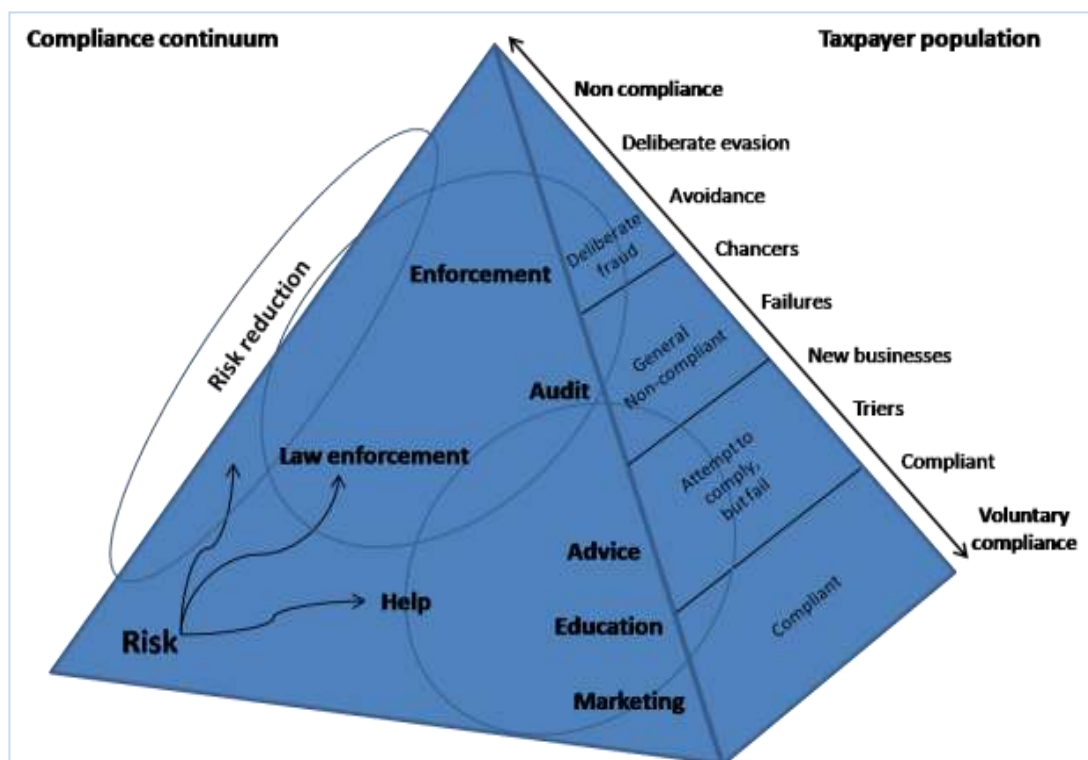 Compliance continuum
Taxpayer population
Non compliance
Deliberate evasion
Avoidance
Chancers
Failures
New businesses
Triers
Compliant
Voluntary
compliance
Deliberate
fraud
General
Non-compliant
Attempt to
comply,
but fail
Compliant
Enforcement
Audit
Advice
Education
Marketing
Risk reduction
Law enforcement
Help
Risk